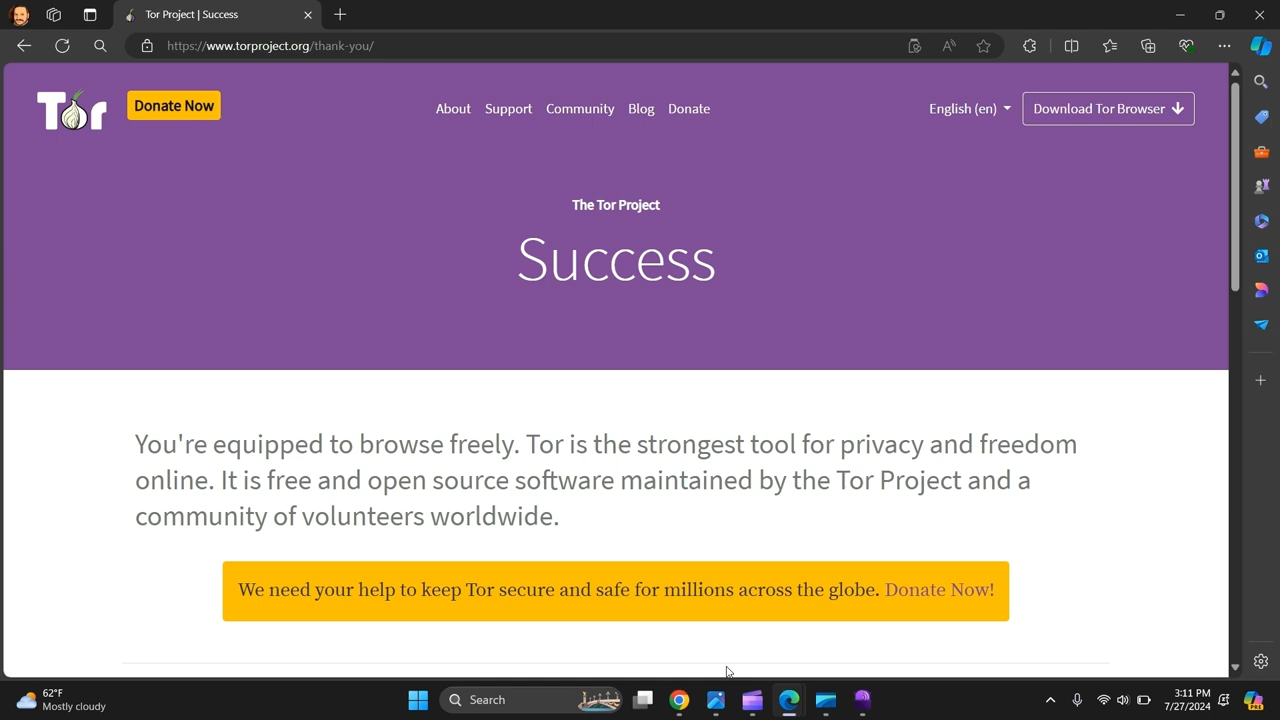 Tor Project | Success
https://www.torproject.org/thank-you/
Tor
Donate Now
About
Support
Community
Blog
Donate
English (en)
Download Tor Browser
The Tor Project
Success
You're equipped to browse freely. Tor is the strongest tool for privacy and freedom
online. It is free and open source software maintained by the Tor Project and a
community of volunteers worldwide.
We need your help to keep Tor secure and safe for millions across the globe. Donate Now!
62°F
Mostly cloudy
Search
3:11 PM
7/27/2024